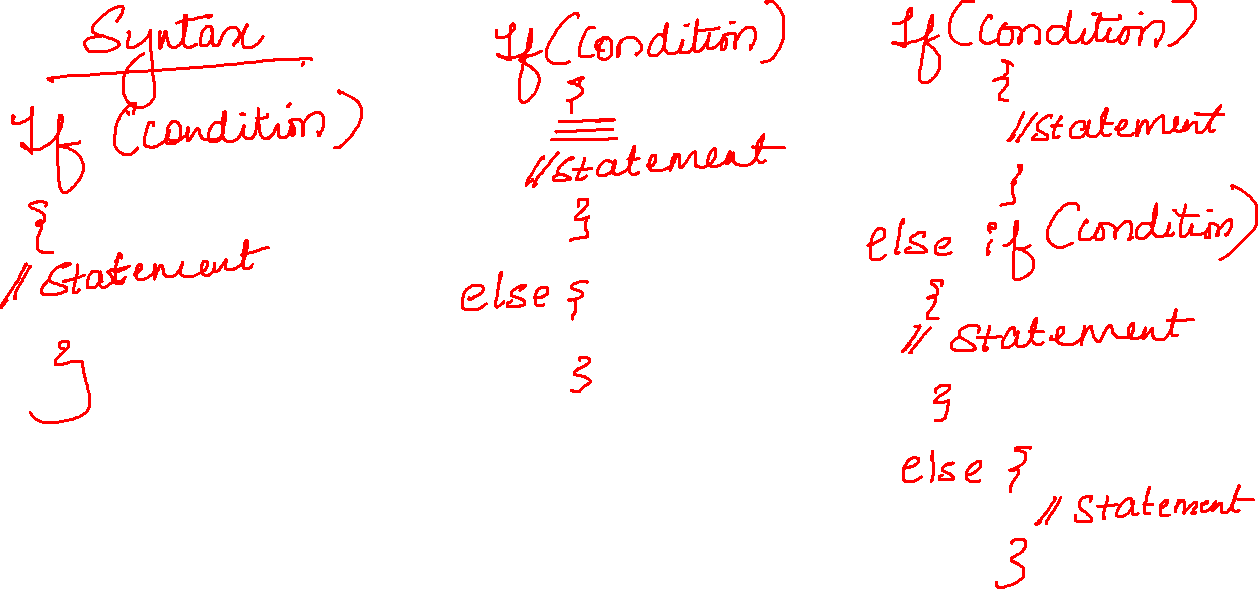 Syntax
If (condition)
{
// Statement
}
If (Condition)
{
// Statement
}
else {
}
If (Condition)
{
// Statement
}
else if (Condition)
{
// Statement
}
else {
// Statement
}